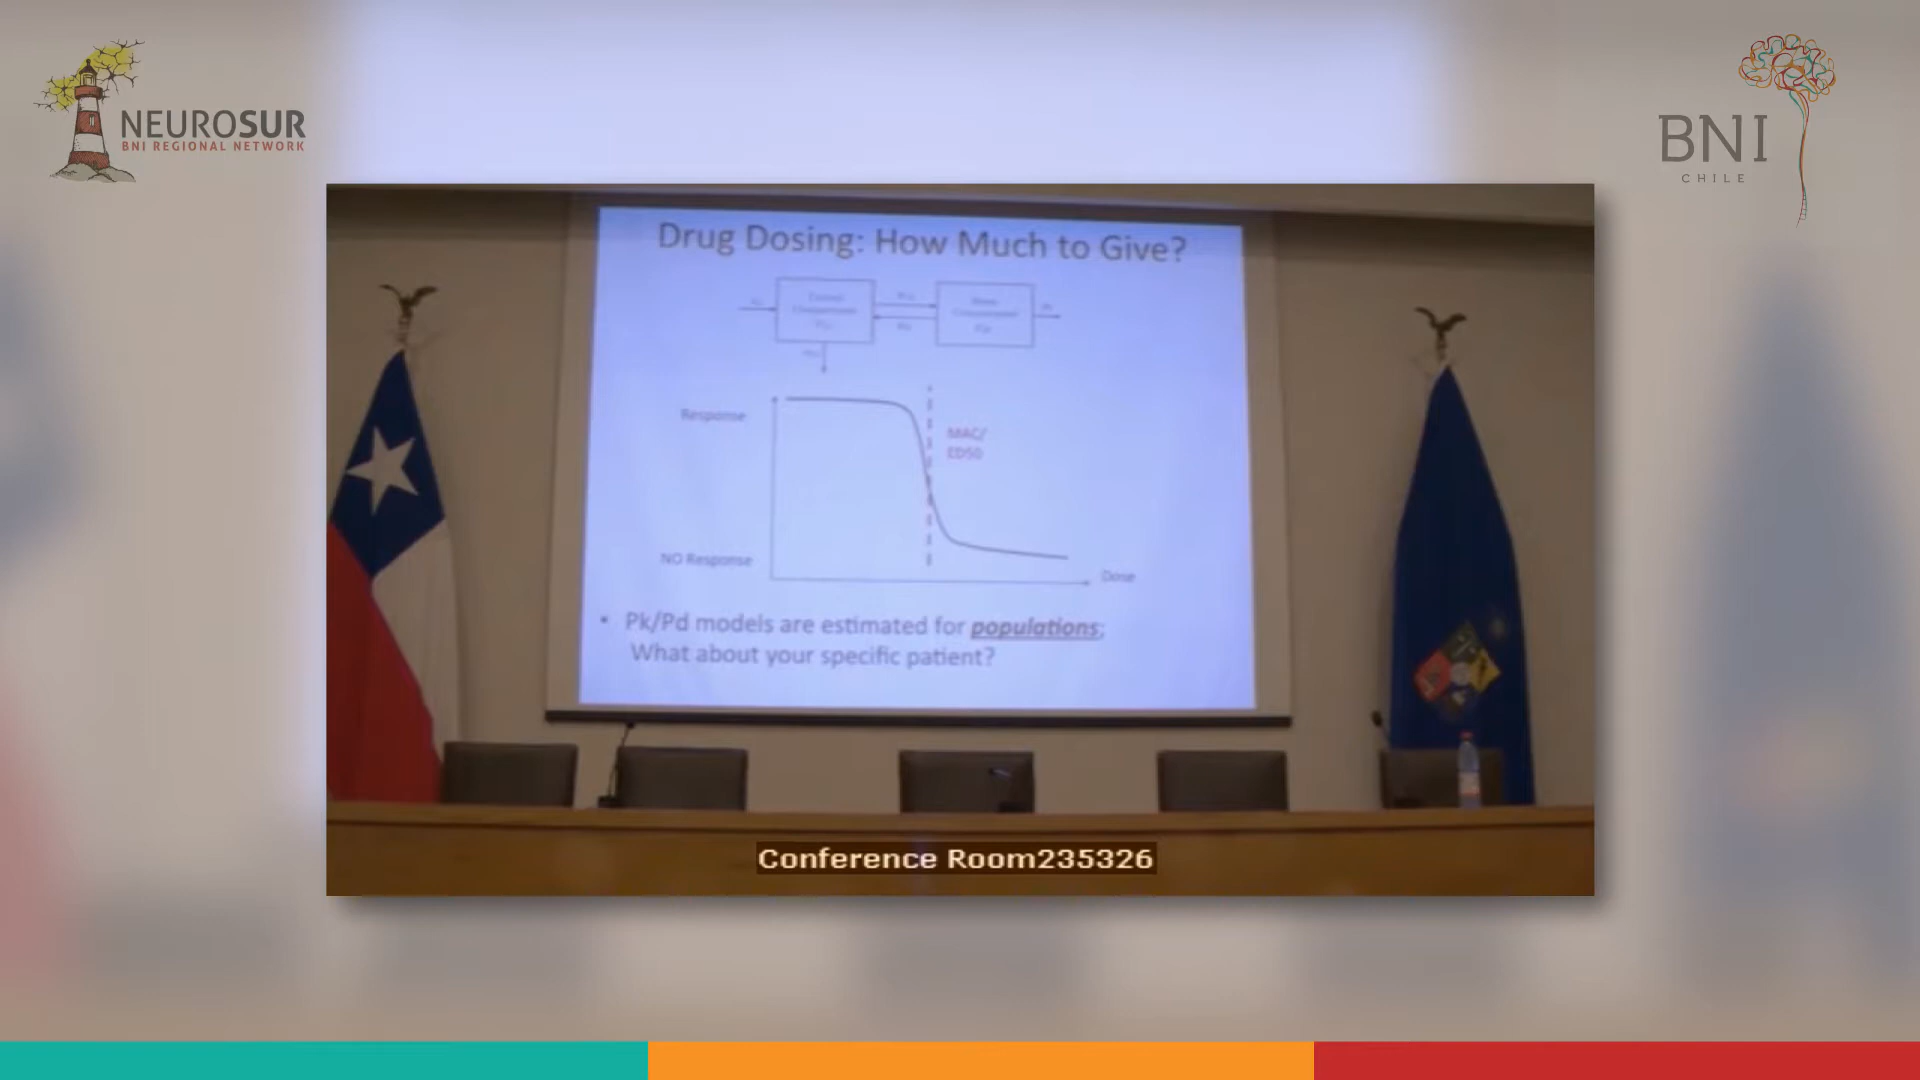 NEUROSUR
BNI REGIONAL NETWORK
BNI
CHILE
Drug Dosing: How Much to Give?
Response
MAC/
ED50
NO Response
Dose
• Pk/Pd models are estimated for populations;
What about your specific patient?
Conference Room235326